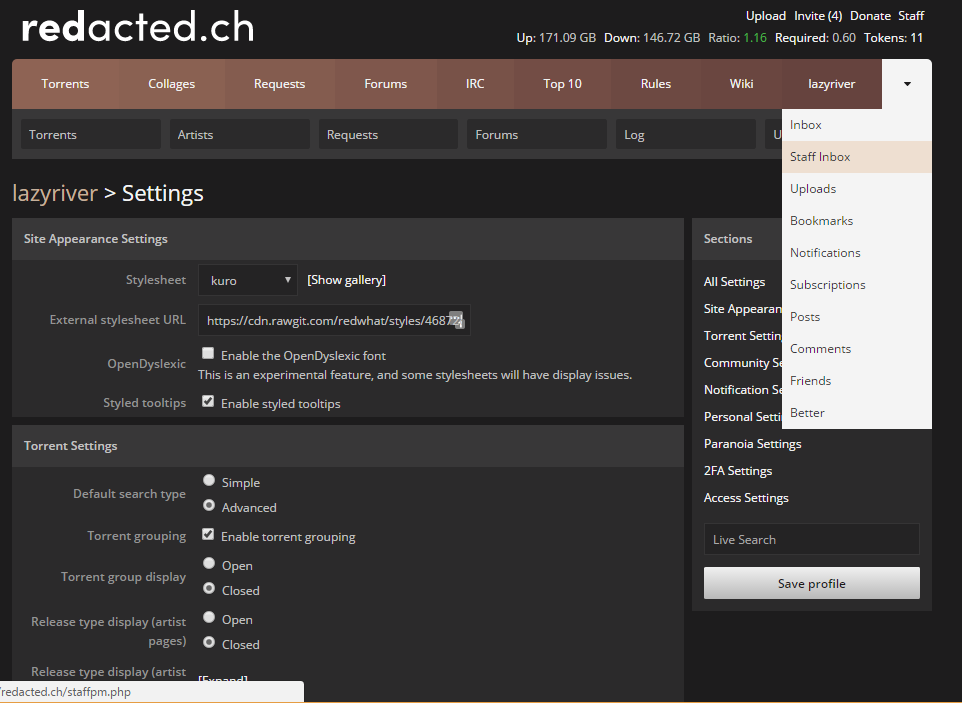 redacted.ch
Upload Invite (4) Donate Staff
Up: 171.09 GB Down: 146.72 GB Ratio: 1.16 Required: 0.60 Tokens: 11
Torrents Collages Requests Forums IRC Top 10 Rules Wiki lazyriver
Torrents Artists Requests Forums Log U
Inbox
Staff Inbox
Uploads
Bookmarks
Notifications
Subscriptions
Posts
Comments
Friends
Better
lazyriver > Settings
Site Appearance Settings
Stylesheet kuro [Show gallery]
External stylesheet URL https://cdn.rawgit.com/redwhat/styles/4687
OpenDyslexic Enable the OpenDyslexic font
This is an experimental feature, and some stylesheets will have display issues.
Styled tooltips Enable styled tooltips
Torrent Settings
Default search type Simple
Advanced
Torrent grouping Enable torrent grouping
Torrent group display Open
Closed
Release type display (artist pages) Open
Closed
Release type display (artist
[Expand]
Sections
All Settings
Site Appearan
Torrent Settin
Community Se
Notification Se
Personal Setti
Paranoia Settings
2FA Settings
Access Settings
Live Search
Save profile
/redacted.ch/staffpm.php